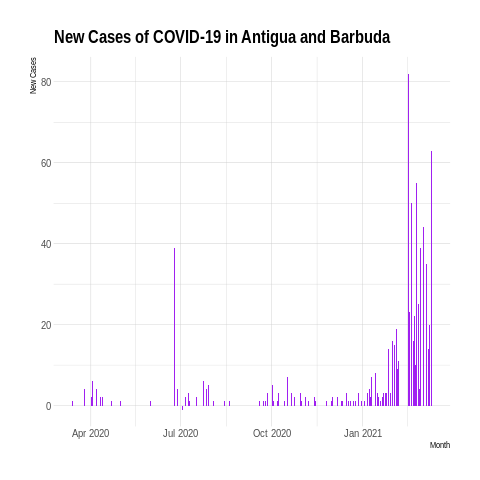 New Cases of COVID-19 in Antigua and Barbuda
New Cases
80
60
40
20
0
Apr 2020 Jul 2020 Oct 2020 Jan 2021
Month